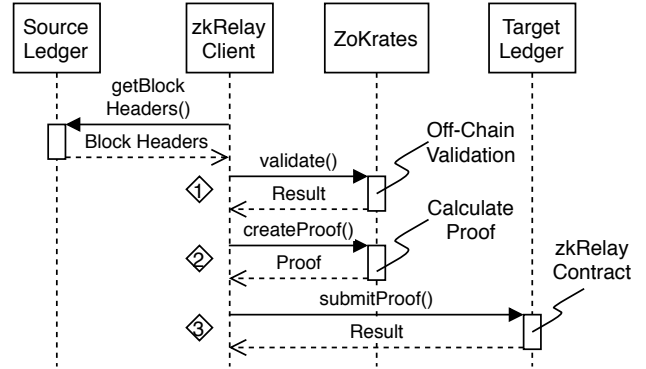 Source
Ledger
zkRelay
Client
ZoKrates
Target
Ledger
getBlock
Headers()
Block Headers
Off-Chain
Validation
validate()
1
Result
Calculate
Proof
createProof()
2
Proof
zkRelay
Contract
submitProof()
3
Result